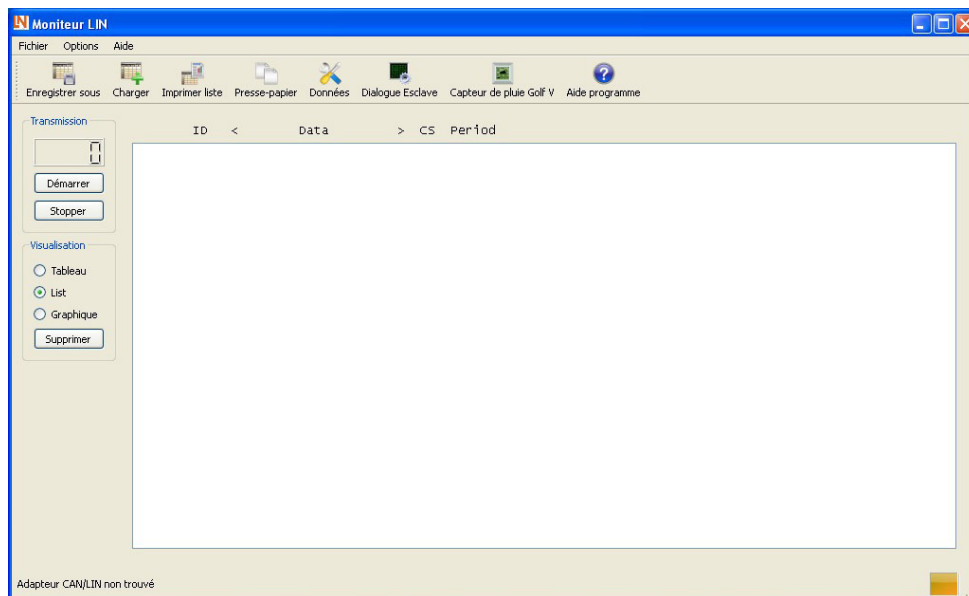 Moniteur LIN
Fichier Options Aide
Enregistrer sous Charger Imprimer liste Presse-papier Données Dialogue Esclave Capteur de pluie Golf V Aide programme
Transmission
ID < Data > CS Period
0
Démarrer
Stopper
Visualisation
Tableau
List
Graphique
Supprimer
Adapteur CAN/LIN non trouvé